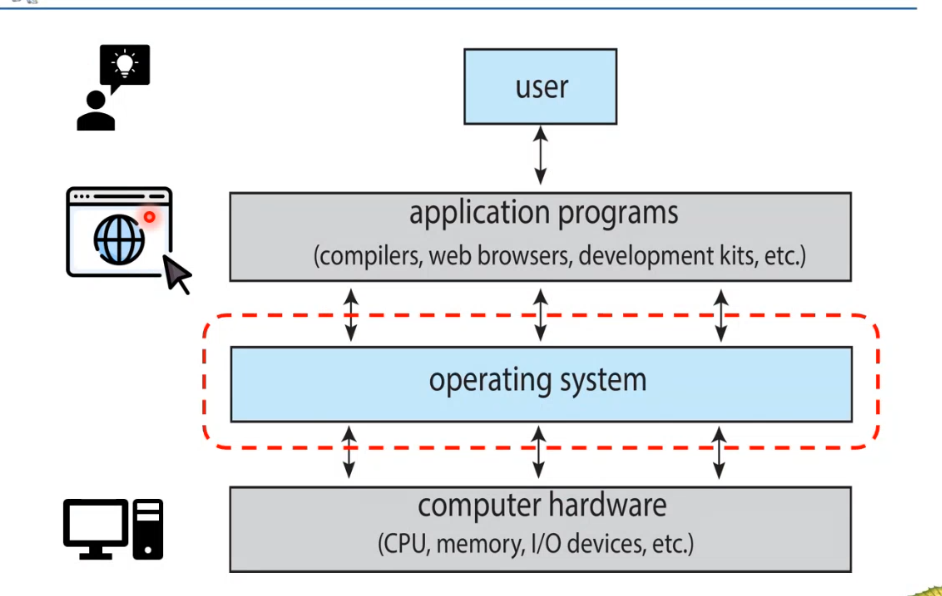 user
application programs
(compilers, web browsers, development kits, etc.)
operating system
computer hardware
(CPU, memory, I/O devices, etc.)